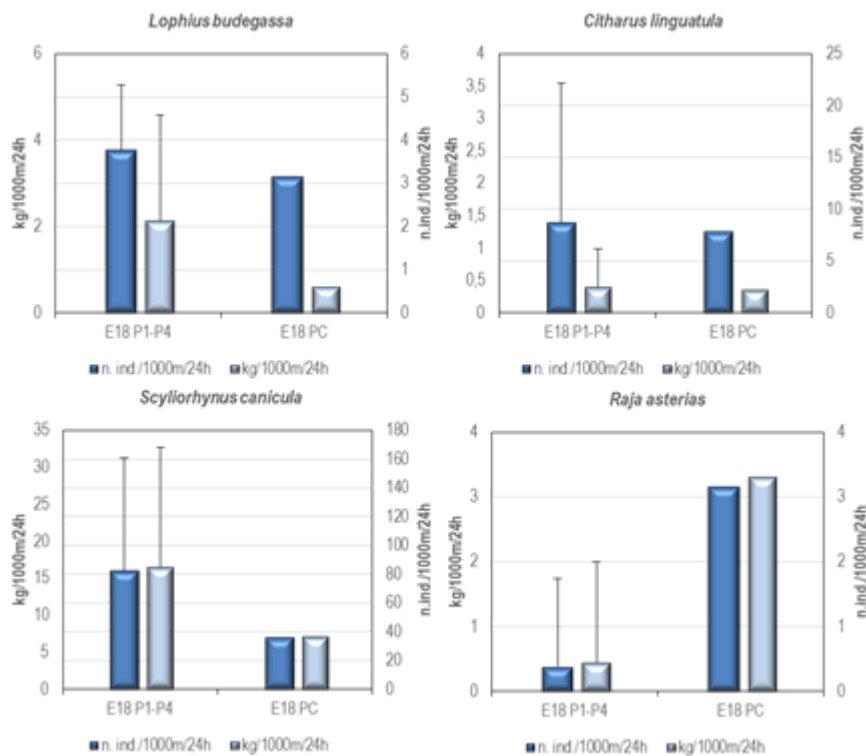 Lophius budegassa
6
4
2
0
kg/1000m/24h
6
5
4
3
2
1
0
n.ind./1000m/24h
E18 P1-P4 E18 PC
n. ind./1000m/24h kg/1000m/24h
Citharus linguatula
4
3,5
3
2,5
2
1,5
1
0,5
0
kg/1000m/24h
25
20
15
10
5
0
n.ind./1000m/24h
E18 P1-P4 E18 PC
n. ind./1000m/24h kg/1000m/24h
Scyliorhynus canicula
35
30
25
20
15
10
5
0
kg/1000m/24h
180
160
140
120
100
80
60
40
20
0
n.ind./1000m/24h
E18 P1-P4 E18 PC
n. ind./1000m/24h kg/1000m/24h
Raja asterias
4
3
2
1
0
kg/1000m/24h
4
3
2
1
0
n.ind./1000m/24h
E18 P1-P4 E18 PC
n. ind./1000m/24h kg/1000m/24h